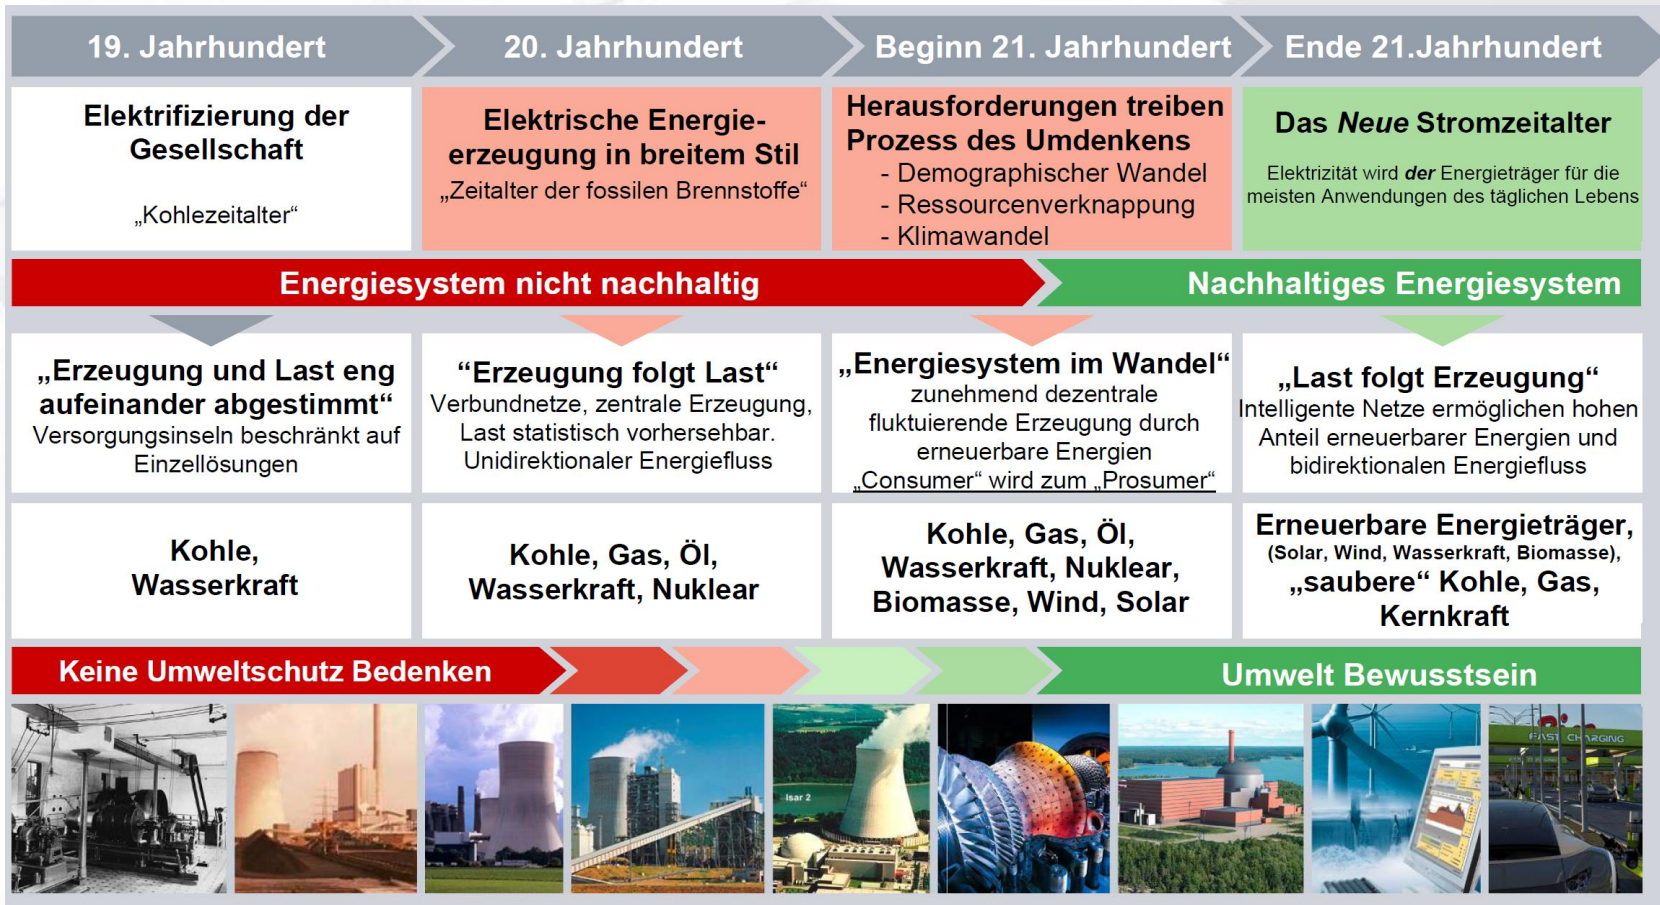 19. Jahrhundert
20. Jahrhundert
Beginn 21. Jahrhundert
Ende 21.Jahrhundert
Elektrifizierung der
Gesellschaft
„Kohlezeitalter“
Elektrische Energie-
erzeugung in breitem Stil
„Zeitalter der fossilen Brennstoffe“
Herausforderungen treiben
Prozess des Umdenkens
- Demographischer Wandel
- Ressourcenverknappung
- Klimawandel
Das Neue Stromzeitalter
Elektrizität wird der Energieträger für die
meisten Anwendungen des täglichen Lebens
Energiesystem nicht nachhaltig
Nachhaltiges Energiesystem
„Erzeugung und Last eng
aufeinander abgestimmt“
Versorgungsinseln beschränkt auf
Einzellösungen
“Erzeugung folgt Last“
Verbundnetze, zentrale Erzeugung,
Last statistisch vorhersehbar.
Unidirektionaler Energiefluss
„Energiesystem im Wandel“
zunehmend dezentrale
fluktuierende Erzeugung durch
erneuerbare Energien
„Consumer“ wird zum „Prosumer“
„Last folgt Erzeugung“
Intelligente Netze ermöglichen hohen
Anteil erneuerbarer Energien und
bidirektionalen Energiefluss
Kohle,
Wasserkraft
Kohle, Gas, Öl,
Wasserkraft, Nuklear
Kohle, Gas, Öl,
Wasserkraft, Nuklear,
Biomasse, Wind, Solar
Erneuerbare Energieträger,
(Solar, Wind, Wasserkraft, Biomasse),
„saubere“ Kohle, Gas,
Kernkraft
Keine Umweltschutz Bedenken
Umwelt Bewusstsein
Isar 2
FAST CHARGING